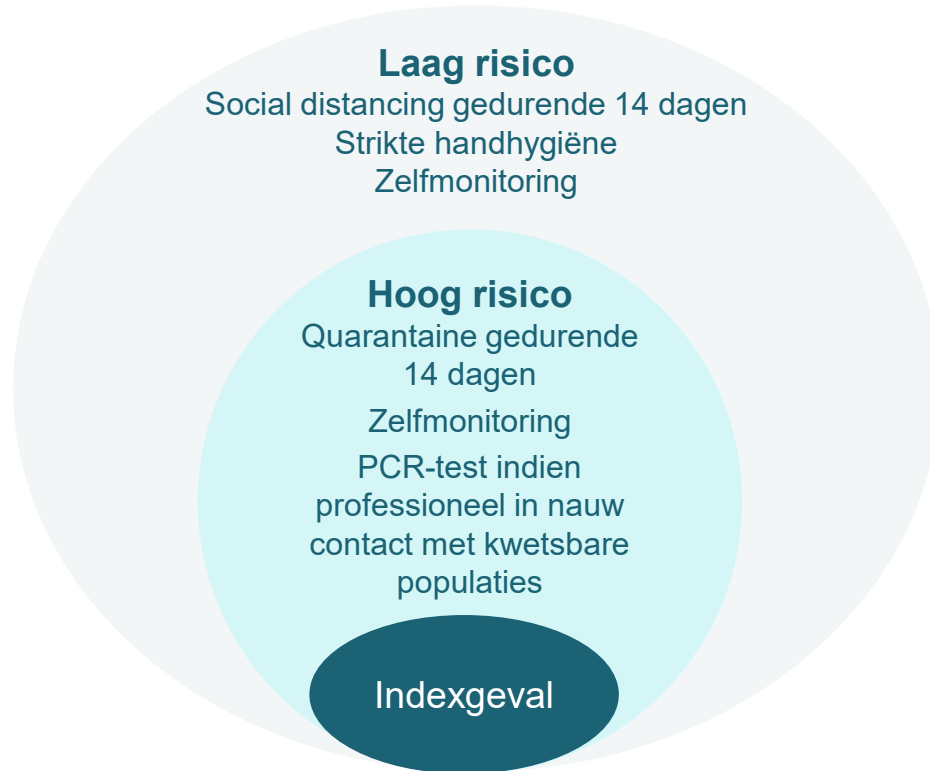 Laag risico
Social distancing gedurende 14 dagen
Strikte handhygiëne
Zelfmonitoring
Hoog risico
Quarantaine gedurende
14 dagen
Zelfmonitoring
PCR-test indien
professioneel in nauw
contact met kwetsbare
populaties
Indexgeval